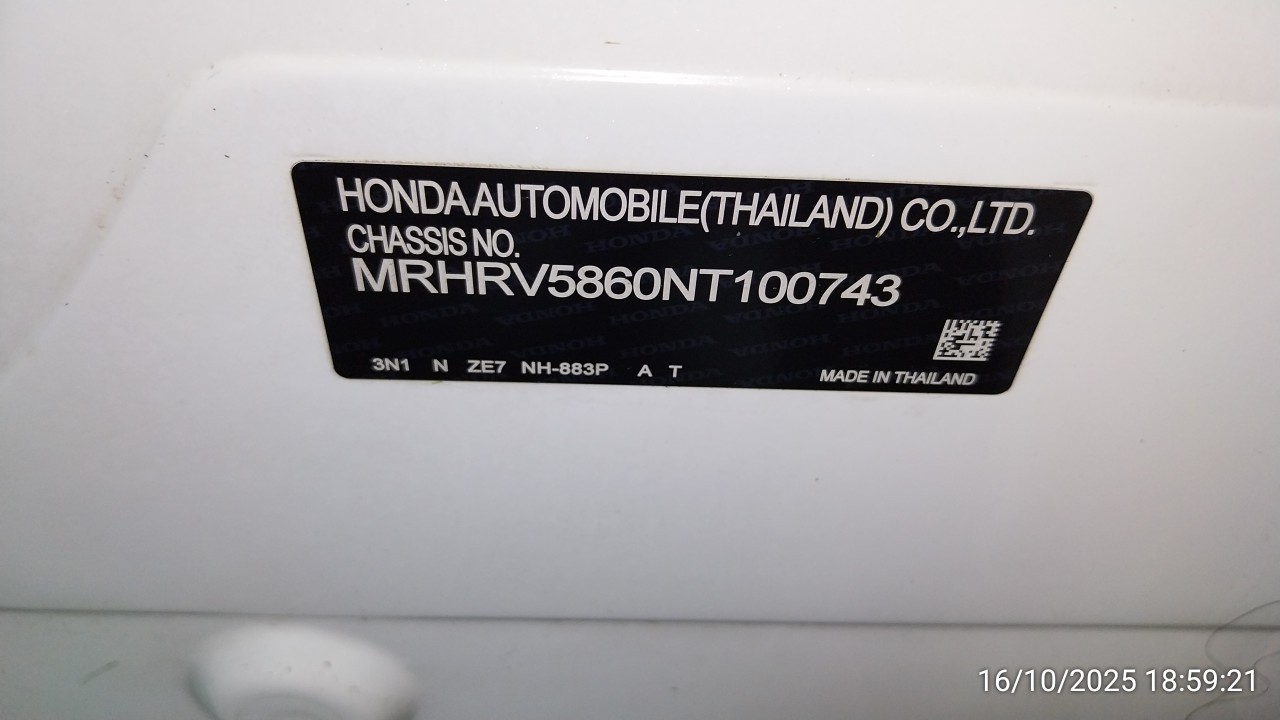 HONDA AUTOMOBILE (THAILAND) CO.,LTD.
CHASSIS NO.
MRHRV5860NT100743
3N1 N ZE7 NH-883P A T
MADE IN THAILAND
16/10/2025 18:59:21